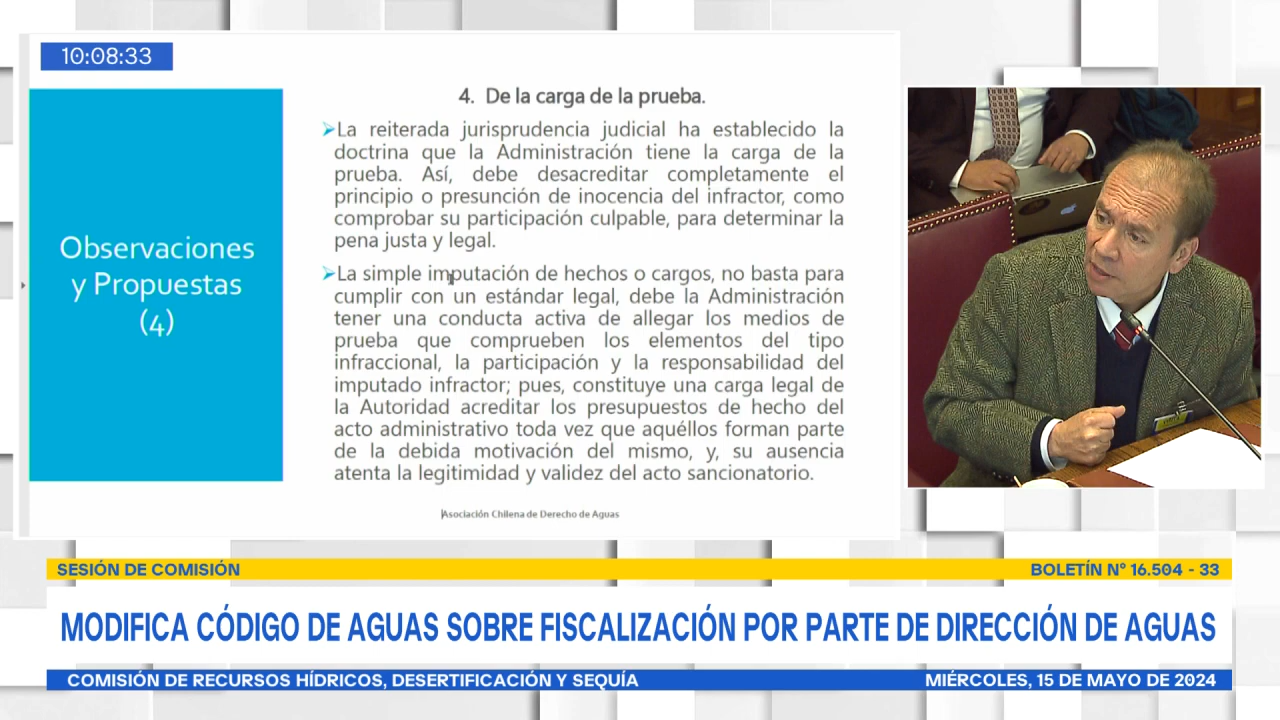 10:08:33
Observaciones
y Propuestas
(4)
4. De la carga de la prueba.
La reiterada jurisprudencia judicial ha establecido la
doctrina que la Administración tiene la carga de la
prueba. Así, debe desacreditar completamente el
principio o presunción de inocencia del infractor, como
comprobar su participación culpable, para determinar la
pena justa y legal.
La simple imputación de hechos o cargos, no basta para
cumplir con un estándar legal, debe la Administración
tener una conducta activa de allegar los medios de
prueba que comprueben los elementos del tipo
infraccional, la participación y la responsabilidad del
imputado infractor; pues, constituye una carga legal de
la Autoridad acreditar los presupuestos de hecho del
acto administrativo toda vez que aquéllos forman parte
de la debida motivación del mismo, y, su ausencia
atenta la legitimidad y validez del acto sancionatorio.
Asociación Chilena de Derecho de Aguas
SESIÓN DE COMISIÓN
BOLETÍN N° 16.504 - 33
MODIFICA CÓDIGO DE AGUAS SOBRE FISCALIZACIÓN POR PARTE DE DIRECCIÓN DE AGUAS
COMISIÓN DE RECURSOS HÍDRICOS, DESERTIFICACIÓN Y SEQUÍA
MIÉRCOLES, 15 DE MAYO DE 2024